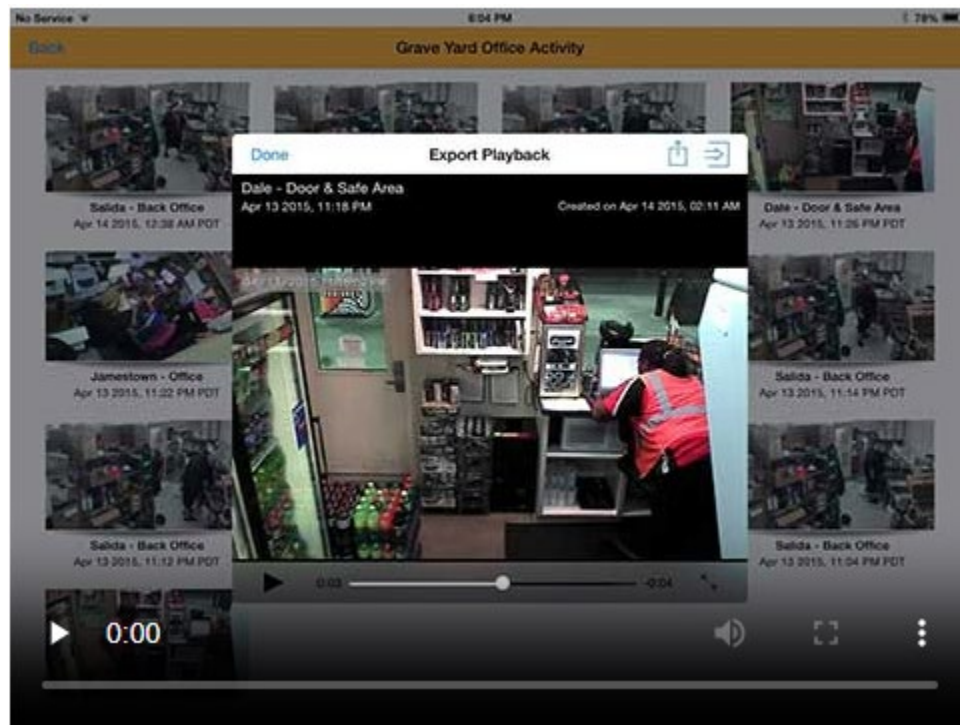 No Service
6:04 PM
78%
Back
Grave Yard Office Activity
Done
Export Playback
Dale - Door & Safe Area
Apr 13 2015, 11:18 PM
Created on Apr 14 2015, 02:11 AM
Salida - Back Office
Apr 14 2015, 12:38 AM PDT
Dale - Door & Safe Area
Apr 13 2015, 11:26 PM PDT
Jamestown - Office
Apr 13 2015, 11:22 PM PDT
Salida - Back Office
Apr 13 2015, 11:14 PM PDT
Salida - Back Office
Apr 13 2015, 11:12 PM PDT
Salida - Back Office
Apr 13 2015, 11:04 PM PDT
0:03
-0:04
0:00